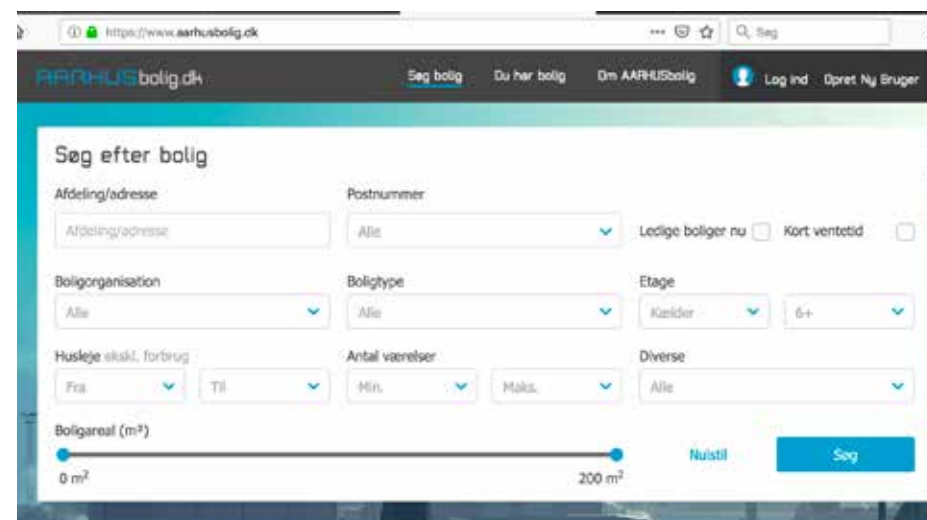 https://www.aarhusbolig.dk
Søg
AARHUSbolig.dk
Søg bolig Du har bolig Om AARHUSbolig Log ind Opret Ny Bruger
Søg efter bolig
Afdeling/adresse Postnummer
Afdeling/adresse Alle Ledige boliger nu Kort ventetid
Boligorganisation Boligtype Etage
Alle Alle Kælder 6+
Husleje ekskl. forbrug Antal værelser Diverse
Fra Til Min. Maks. Alle
Boligareal (m²)
Nulstil Søg
0 m² 200 m²